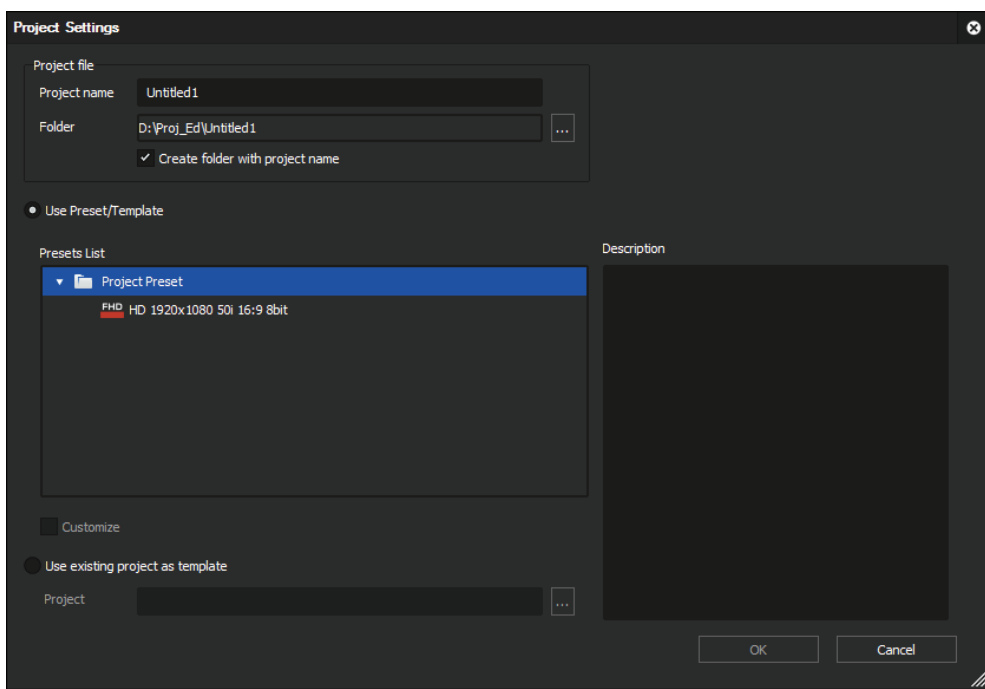 Project Settings
Project file
Project name Untitled1
Folder D:\Proj_Ed\Untitled1 ...
Create folder with project name
Use Preset/Template
Presets List
Description
Project Preset
FHD HD 1920x1080 50i 16:9 8bit
Customize
Use existing project as template
Project ...
OK Cancel